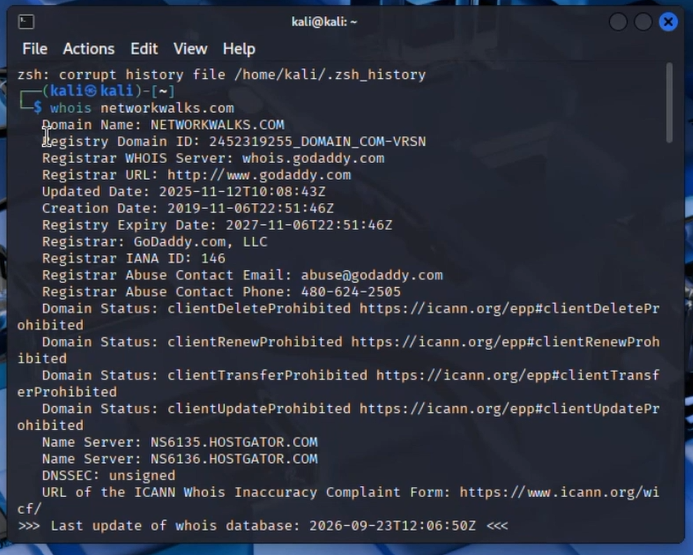 kali@kali: ~
File Actions Edit View Help
zsh: corrupt history file /home/kali/.zsh_history
┌──(kali㉿kali)-[~]
└─$ whois networkwalks.com
Domain Name: NETWORKWALKS.COM
Registry Domain ID: 2452319255_DOMAIN_COM-VRSN
Registrar WHOIS Server: whois.godaddy.com
Registrar URL: http://www.godaddy.com
Updated Date: 2025-11-12T10:08:43Z
Creation Date: 2019-11-06T22:51:46Z
Registry Expiry Date: 2027-11-06T22:51:46Z
Registrar: GoDaddy.com, LLC
Registrar IANA ID: 146
Registrar Abuse Contact Email: abuse@godaddy.com
Registrar Abuse Contact Phone: 480-624-2505
Domain Status: clientDeleteProhibited https://icann.org/epp#clientDeletePr
ohibited
Domain Status: clientRenewProhibited https://icann.org/epp#clientRenewProh
ibited
Domain Status: clientTransferProhibited https://icann.org/epp#clientTransf
erProhibited
Domain Status: clientUpdateProhibited https://icann.org/epp#clientUpdatePr
ohibited
Name Server: NS6135.HOSTGATOR.COM
Name Server: NS6136.HOSTGATOR.COM
DNSSEC: unsigned
URL of the ICANN Whois Inaccuracy Complaint Form: https://www.icann.org/wi
cf/
>>> Last update of whois database: 2026-09-23T12:06:50Z <<<